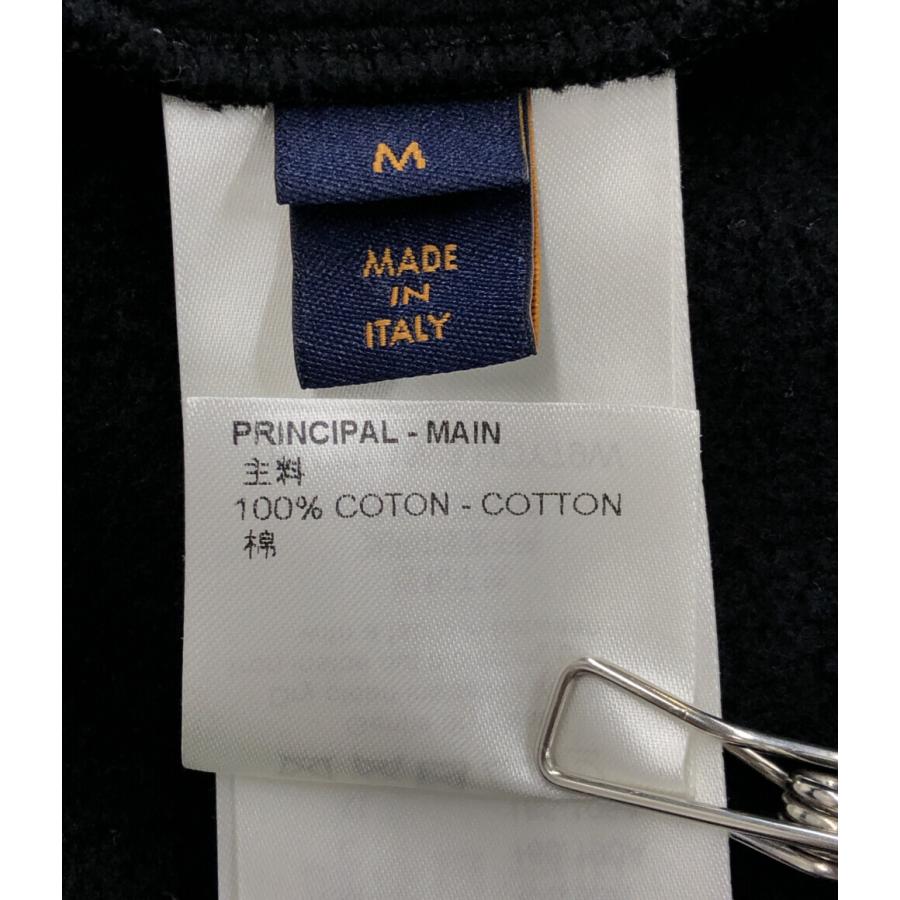 M
MADE
IN
ITALY
PRINCIPAL - MAIN
主料
100% COTON - COTTON
棉